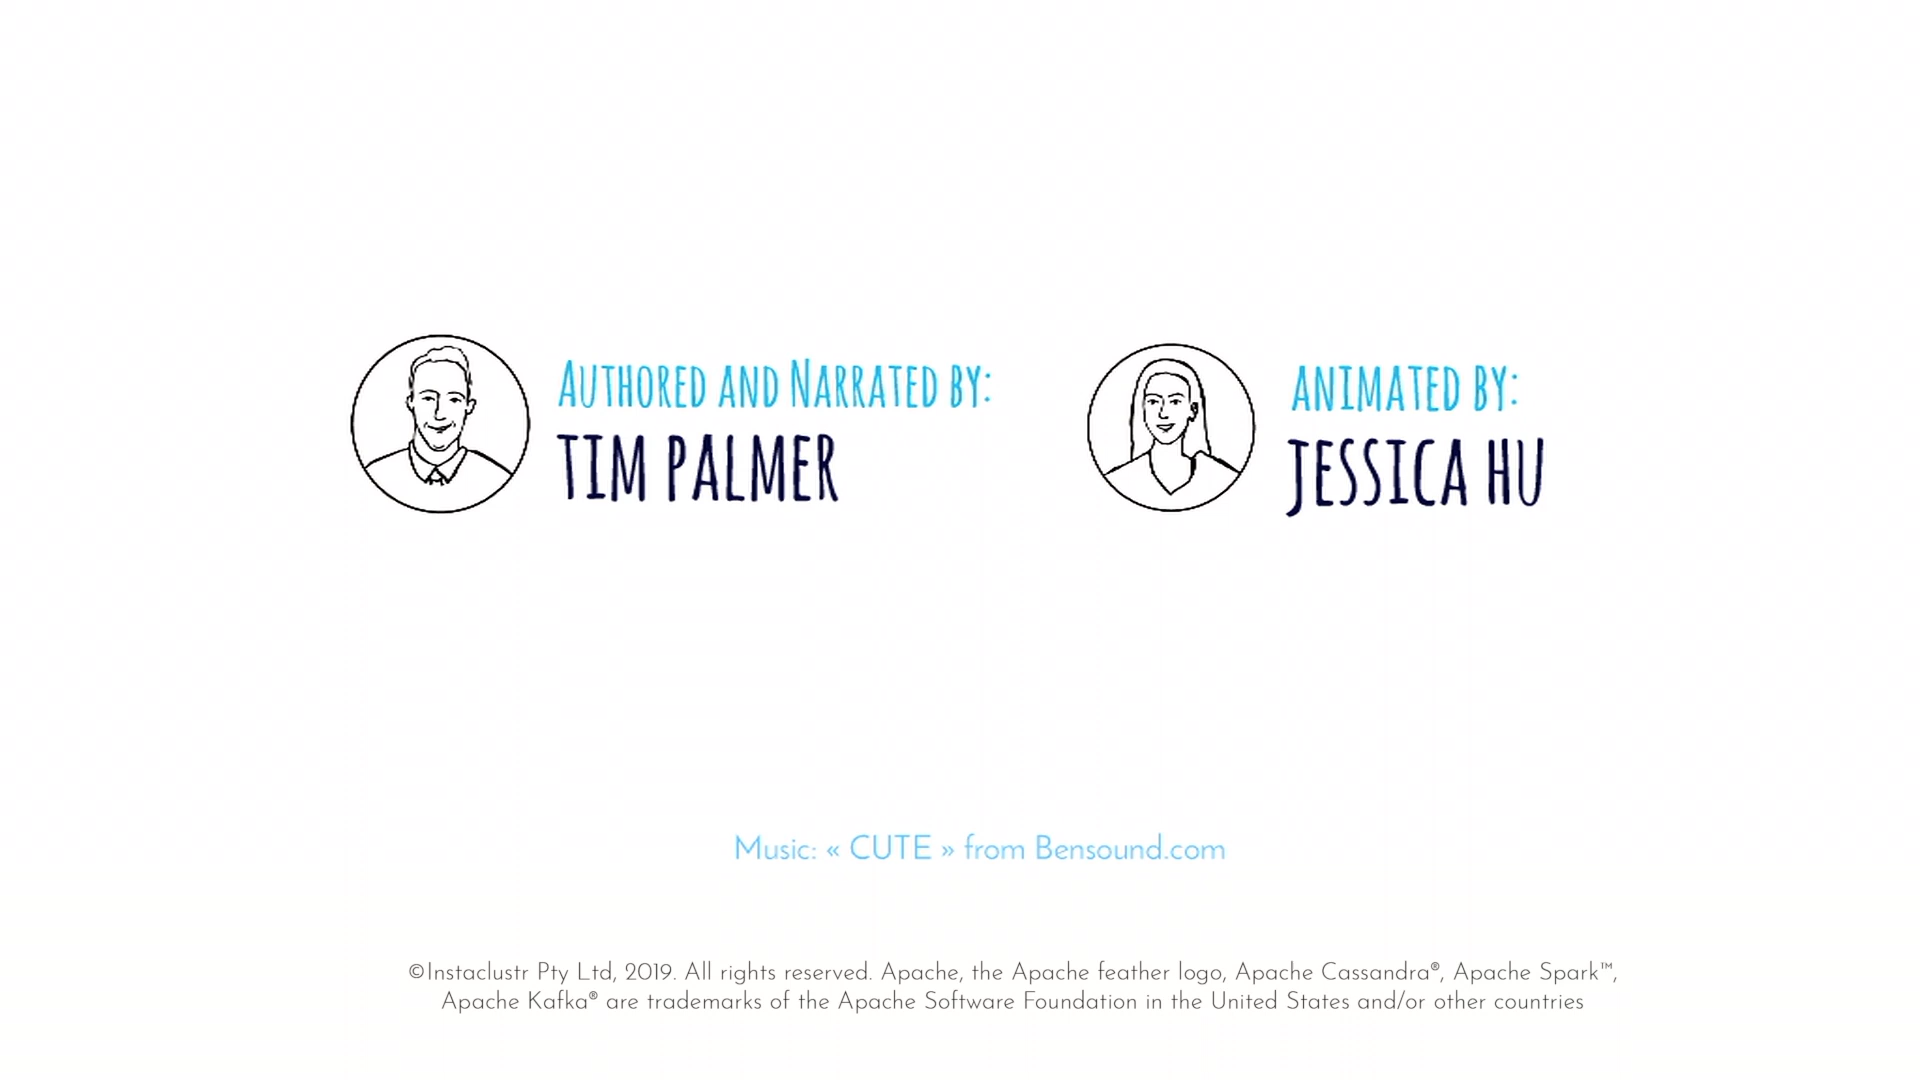 Authored and Narrated by:
TIM PALMER
ANIMATED BY:
JESSICA HU
Music: « CUTE » from Bensound.com
©Instaclustr Pty Ltd, 2019. All rights reserved. Apache, the Apache feather logo, Apache Cassandra®, Apache Spark™,
Apache Kafka® are trademarks of the Apache Software Foundation in the United States and/or other countries